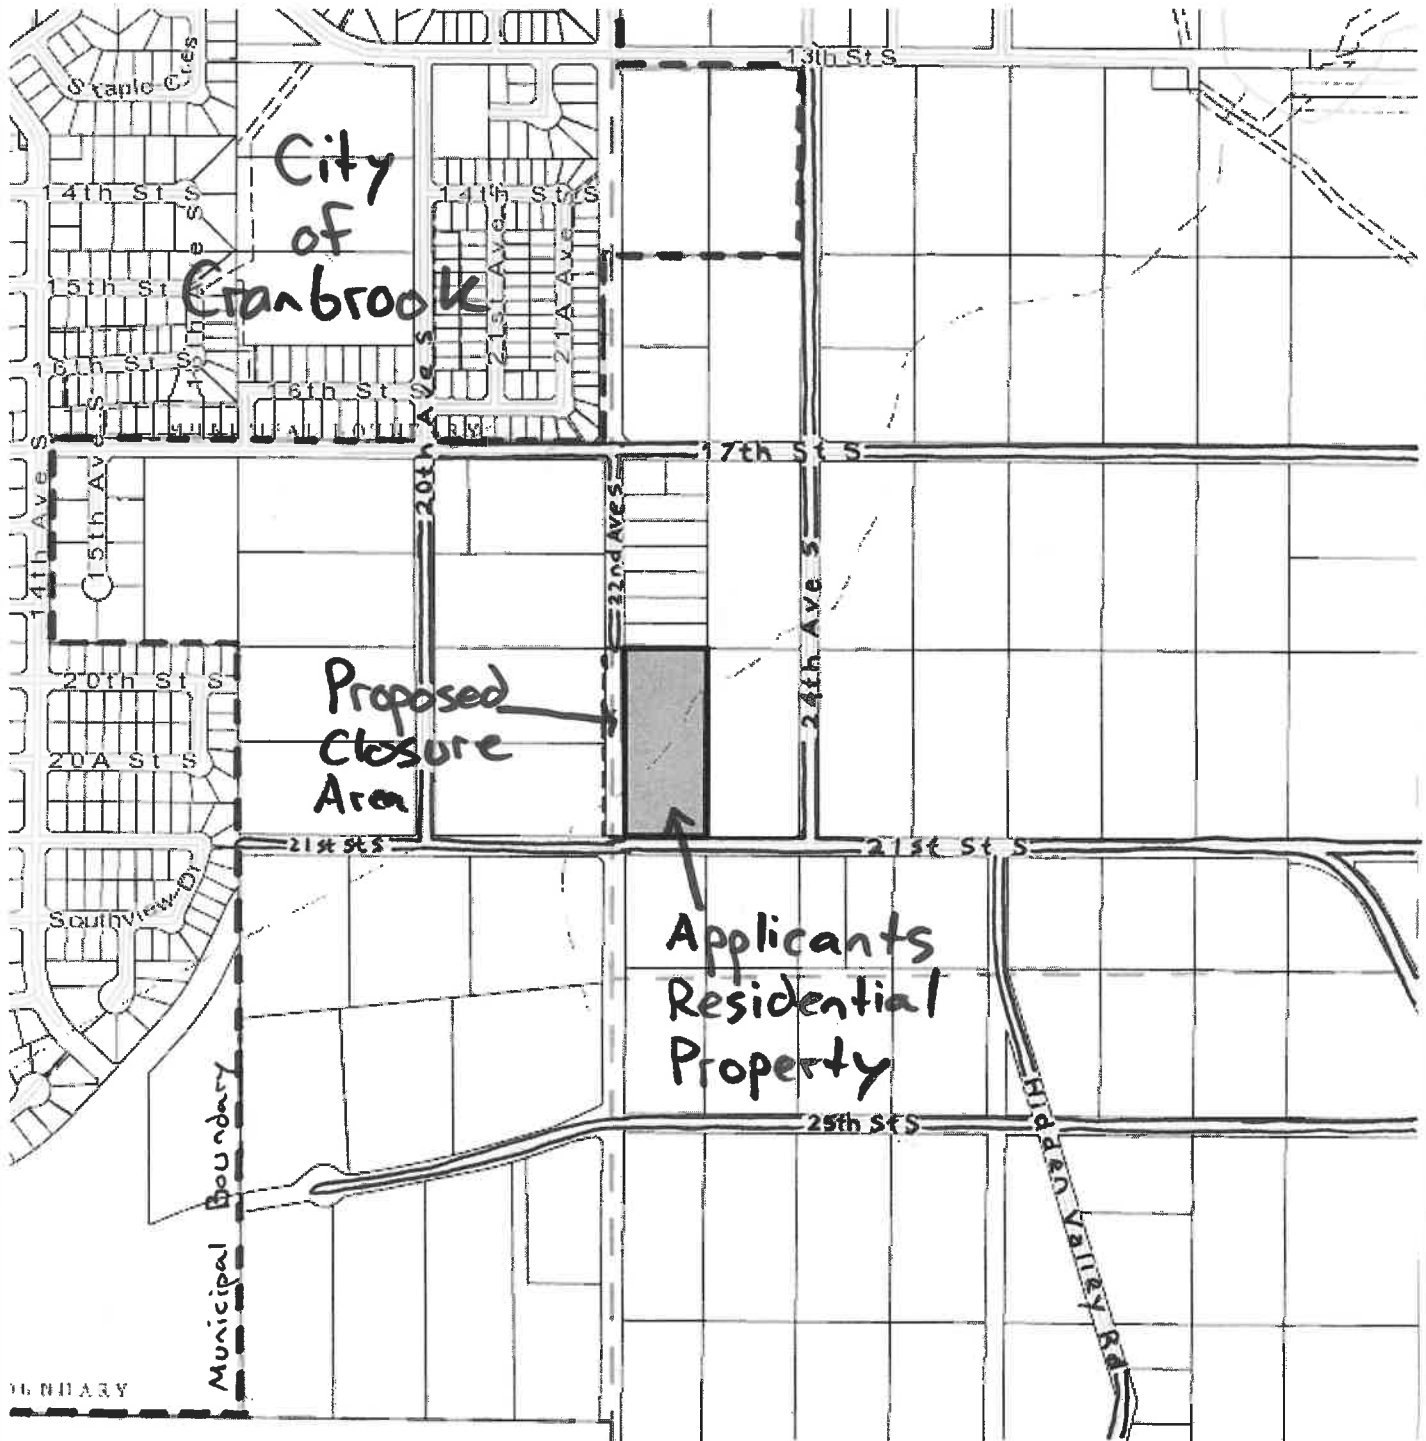 13th St S
Staple Cres
City
of
Cranbrook
14th St S
14th St S
15th St
21st Ave S
21A Ave S
16th St S
16th St S
20th Ave S
17th St S
14th Ave S
15th Ave S
22nd Ave S
24th Ave S
20th St S
20A St S
Proposed
Closure
Area
21st St S
21st St S
Southview Dr
Applicants
Residential
Property
25th St S
Hidden Valley Rd
Municipal Boundary